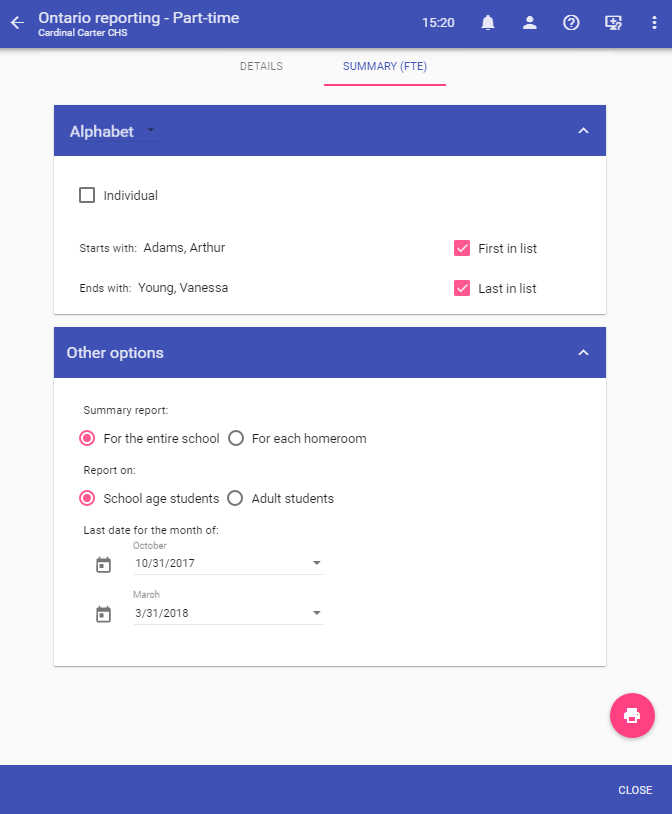 Ontario reporting - Part-time
Cardinal Carter CHS
15:20
DETAILS
SUMMARY (FTE)
Alphabet
Individual
Starts with: Adams, Arthur
First in list
Ends with: Young, Vanessa
Last in list
Other options
Summary report:
For the entire school For each homeroom
Report on:
School age students Adult students
Last date for the month of:
October
10/31/2017
March
3/31/2018
CLOSE